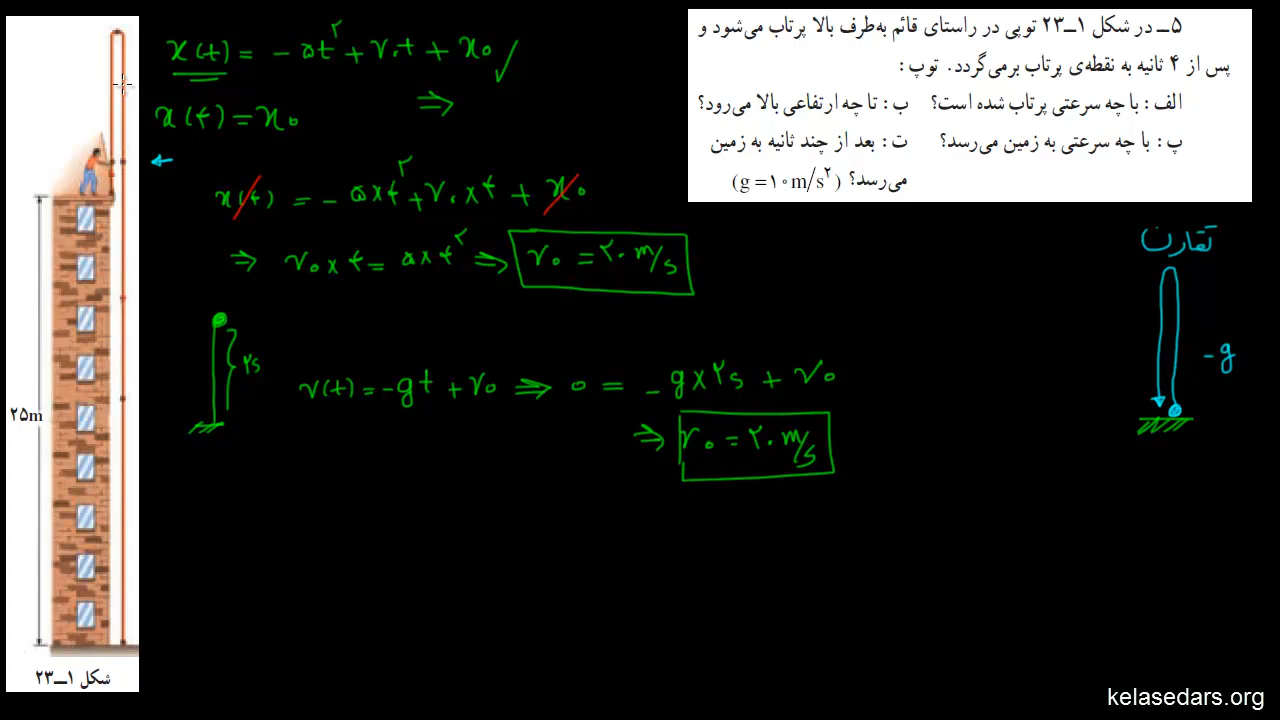 ۵ــ در شکل ۱ــ۲۳ توپی در راستای قائم به‌طرف بالا پرتاب می‌شود و
پس از ۴ ثانیه به نقطه‌ی پرتاب برمی‌گردد. توپ:
الف: با چه سرعتی پرتاب شده است؟ ب: تا چه ارتفاعی بالا می‌رود؟
پ: با چه سرعتی به زمین می‌رسد؟ ت: بعد از چند ثانیه به زمین
می‌رسد؟ (g=۱۰m/s۲)
x(t) = -۵t۲ + v۰t + x۰ ✓
x(۴) = x۰ ⇒
x(۴) = -۵×۴۲ + v۰×۴ + x۰
⇒ v۰×۴ = ۵×۴۲ ⇒ v۰ = ۲۰ m/s
۲s
v(t) = -gt + v۰ ⇒ ۰ = -g×۲s + v۰
⇒ v۰ = ۲۰ m/s
تقارن
-g
۲۵m
شکل ۱ــ۲۳
kelasedars.org